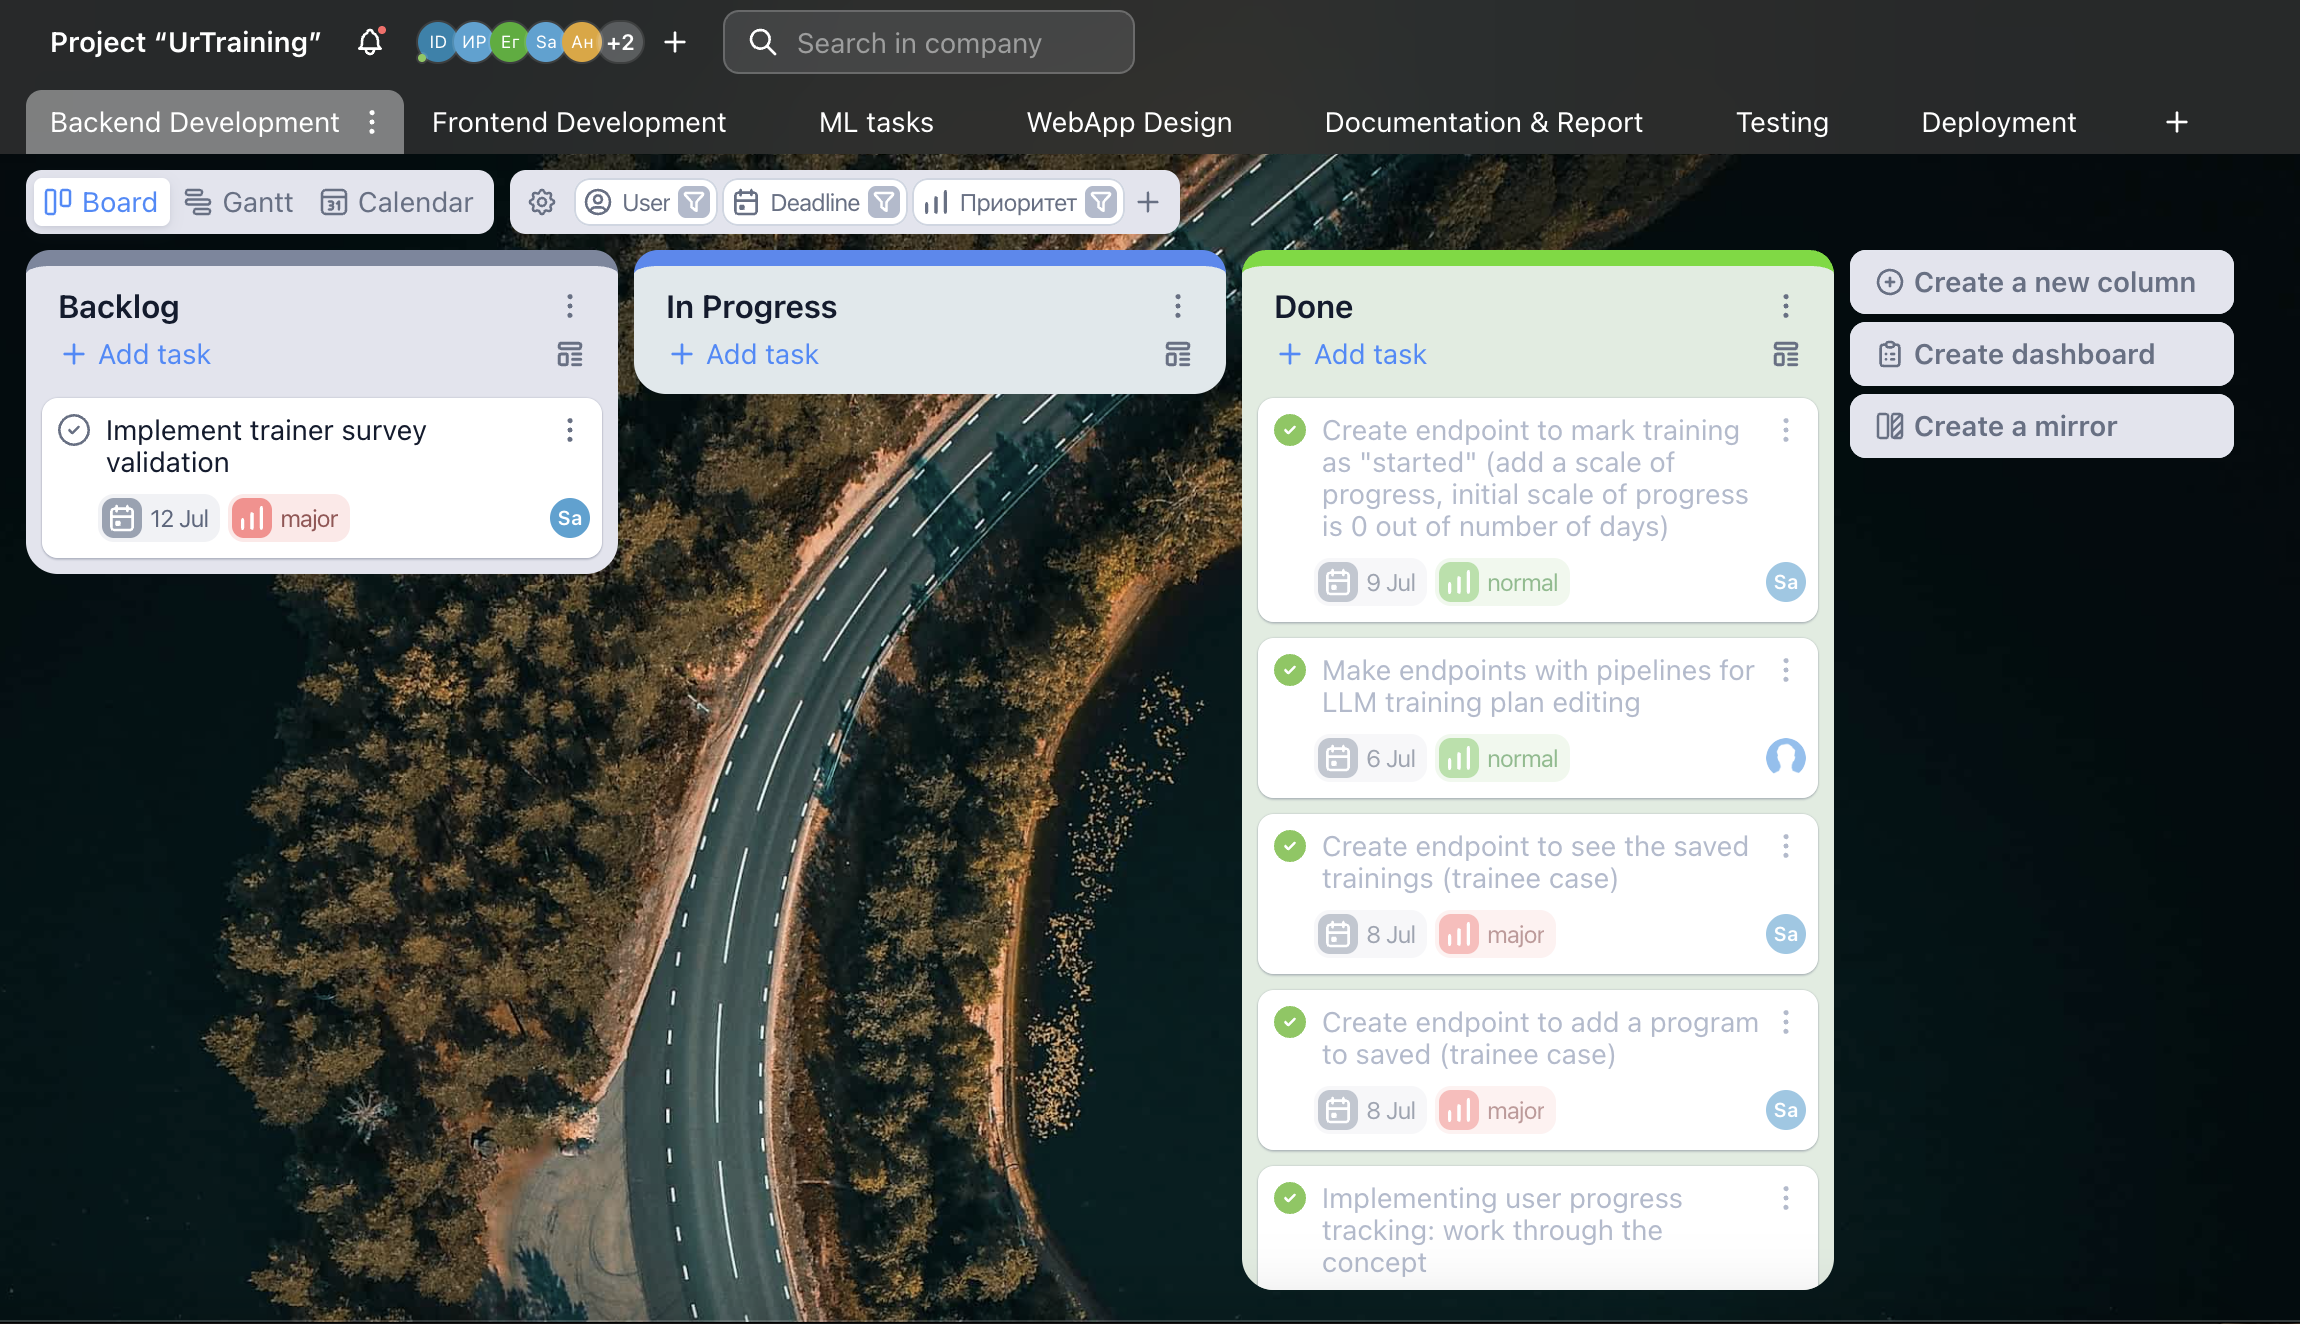 Project “UrTraining”
ID ИР Er Sa Ан +2
Search in company
Backend Development
Frontend Development
ML tasks
WebApp Design
Documentation & Report
Testing
Deployment
Board
Gantt
31 Calendar
User
Deadline
Приоритет
Backlog
Add task
Implement trainer survey
validation
12 Jul
major
Sa
In Progress
Add task
Done
Add task
Create endpoint to mark training
as "started" (add a scale of
progress, initial scale of progress
is 0 out of number of days)
9 Jul
normal
Sa
Make endpoints with pipelines for
LLM training plan editing
6 Jul
normal
Create endpoint to see the saved
trainings (trainee case)
8 Jul
major
Sa
Create endpoint to add a program
to saved (trainee case)
8 Jul
major
Sa
Implementing user progress
tracking: work through the
concept
Create a new column
Create dashboard
Create a mirror